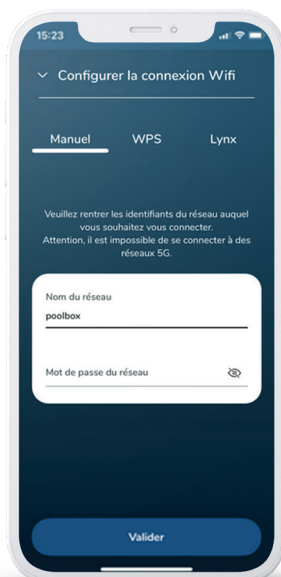 15:23
Configurer la connexion Wifi
Manuel WPS Lynx
Veuillez rentrer les identifiants du réseau auquel
vous souhaitez vous connecter.
Attention, il est impossible de se connecter à des
réseaux 5G.
Nom du réseau
poolbox
Mot de passe du réseau
Valider